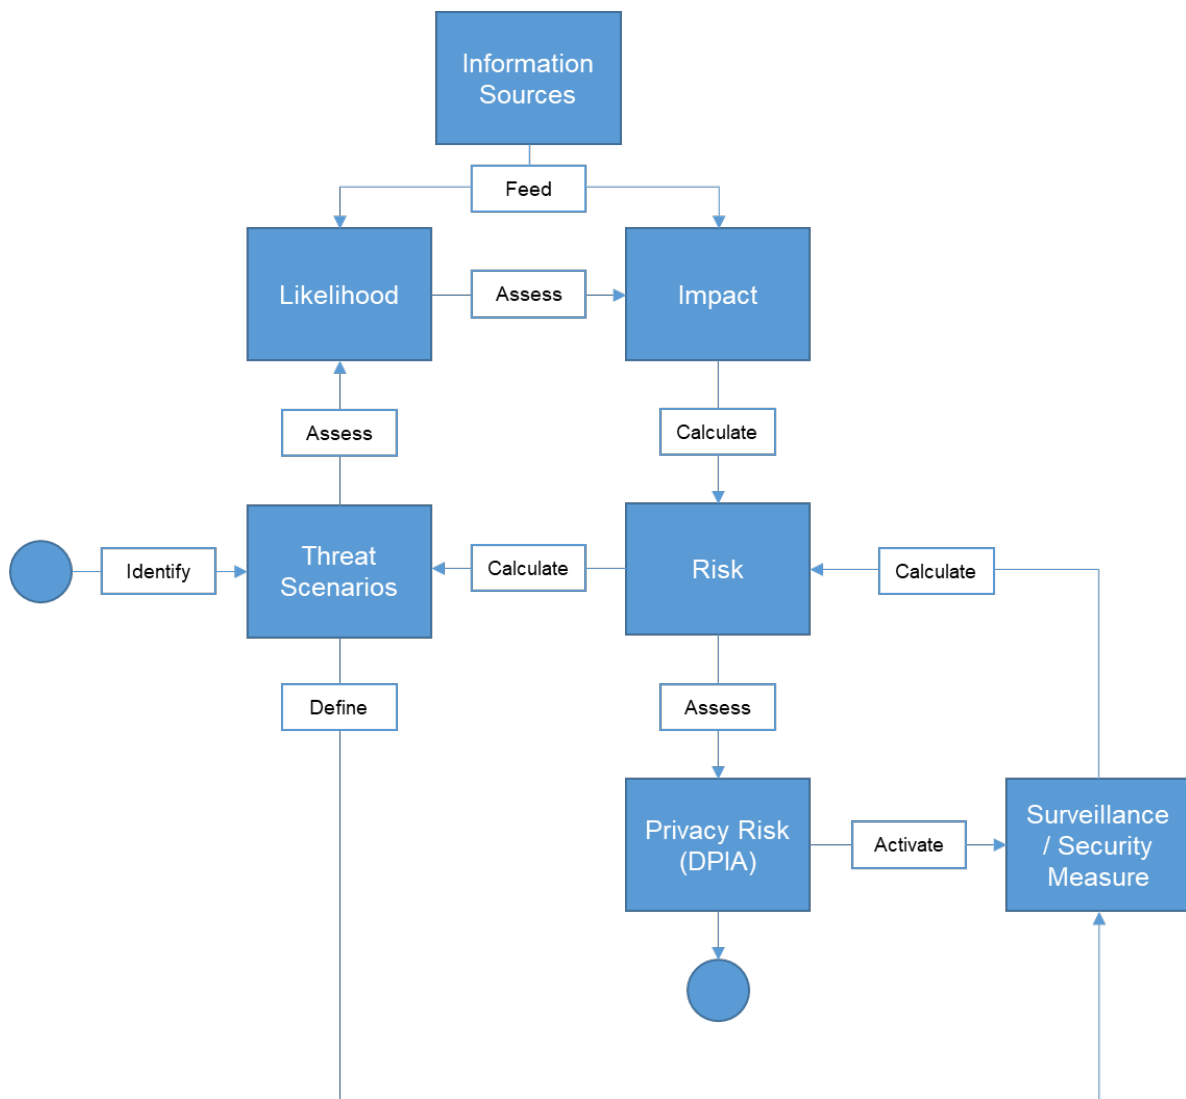 Information
Sources
Feed
Likelihood
Assess
Impact
Assess
Calculate
Identify
Threat
Scenarios
Calculate
Risk
Calculate
Define
Assess
Privacy Risk
(DPIA)
Activate
Surveillance
/ Security
Measure